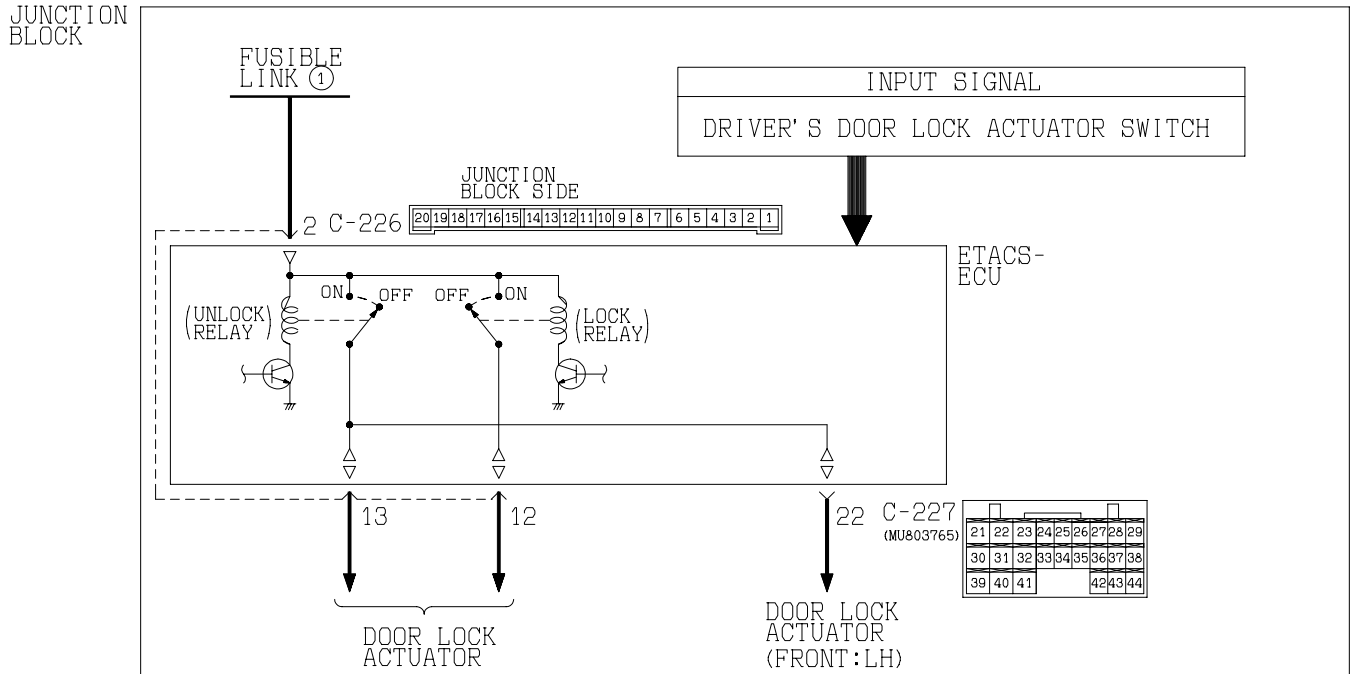 JUNCTION
BLOCK
FUSIBLE
LINK ①
INPUT SIGNAL
DRIVER'S DOOR LOCK ACTUATOR SWITCH
JUNCTION
BLOCK SIDE
2 C-226
20 19 18 17 16 15 14 13 12 11 10 9 8 7 6 5 4 3 2 1
ETACS-
ECU
ON OFF OFF ON
(UNLOCK
RELAY)
(LOCK
RELAY)
13
12
22 C-227
(MU803765)
21 22 23 24 25 26 27 28 29
30 31 32 33 34 35 36 37 38
39 40 41 42 43 44
DOOR LOCK
ACTUATOR
DOOR LOCK
ACTUATOR
(FRONT:LH)